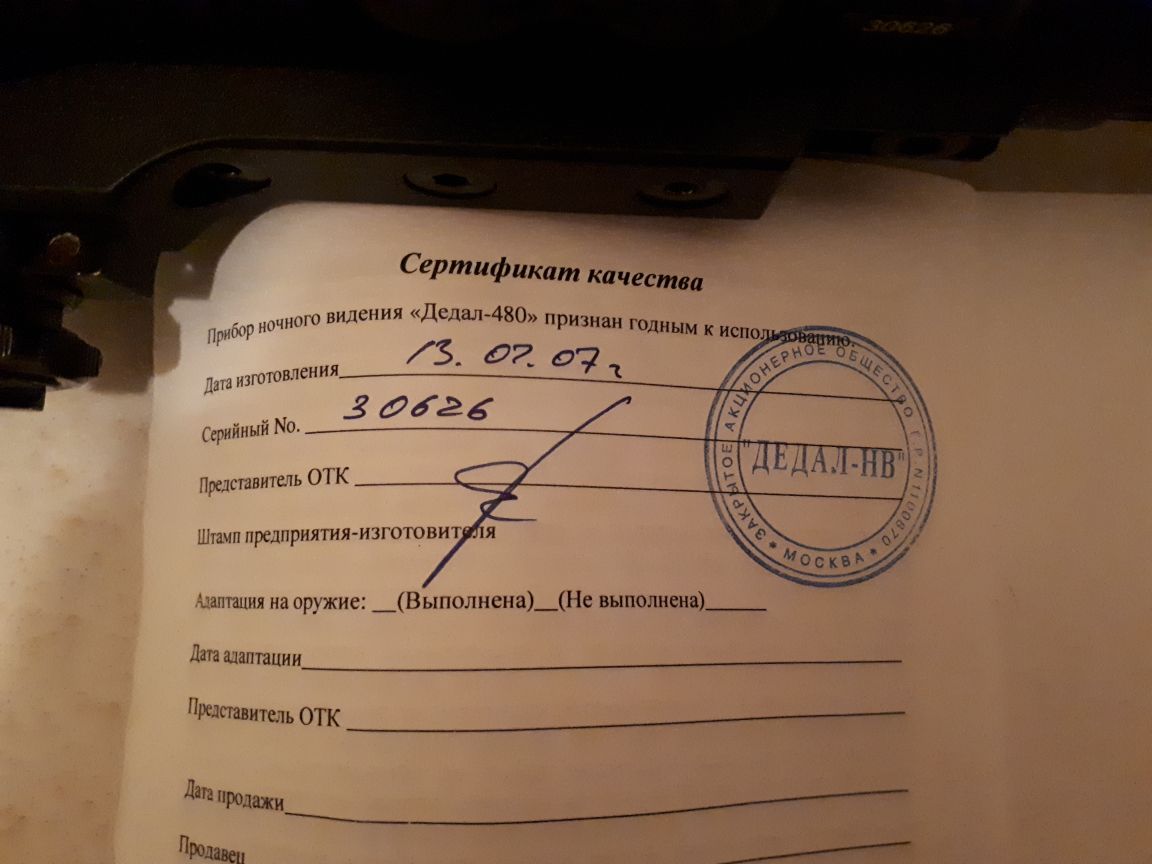 30626
Сертификат качества
Прибор ночного видения «Дедал-480» признан годным к использованию.
Дата изготовления 13.07.07г
Серийный No. 30626
Представитель ОТК
Штамп предприятия-изготовителя
ЗАКРЫТОЕ АКЦИОНЕРНОЕ ОБЩЕСТВО Г.Р.N1100870
"ДЕДАЛ-НВ"
* МОСКВА *
Адаптация на оружие: __(Выполнена)__(Не выполнена)_____
Дата адаптации
Представитель ОТК
Дата продажи
Продавец